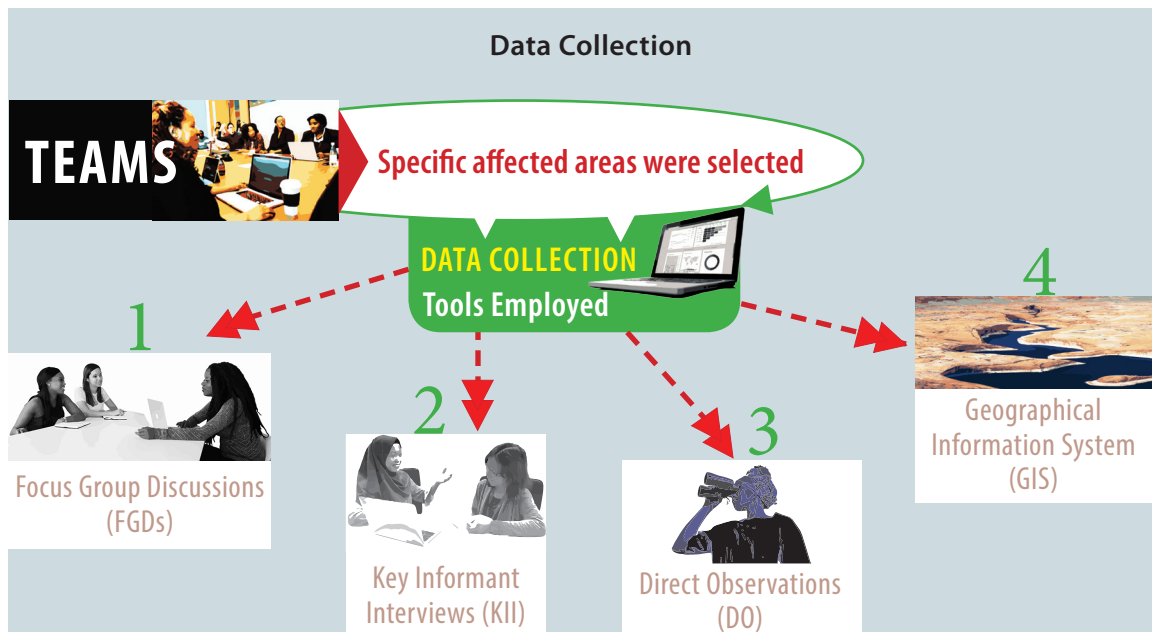 Data Collection
TEAMS
Specific affected areas were selected
DATA COLLECTION
Tools Employed
1
Focus Group Discussions
(FGDs)
2
Key Informant
Interviews (KII)
3
Direct Observations
(DO)
4
Geographical
Information System
(GIS)